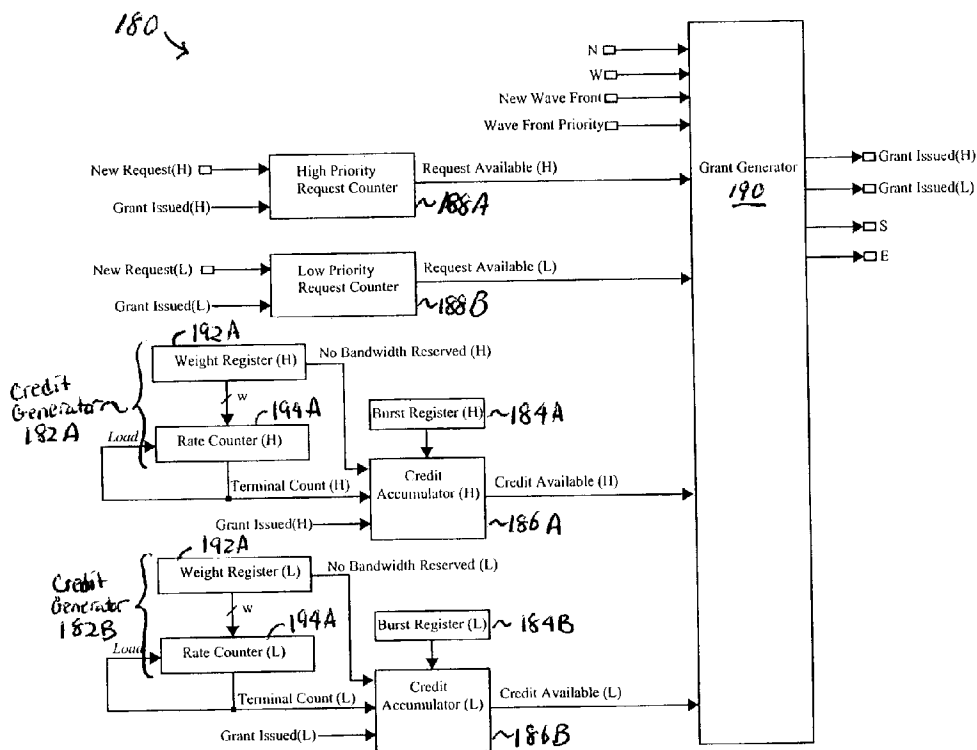 180
N
W
New Wave Front
Wave Front Priority
Grant Generator
190
Grant Issued(H)
Grant Issued(L)
S
E
New Request(H)
Grant Issued(H)
High Priority
Request Counter
Request Available (H)
~188A
New Request(L)
Grant Issued(L)
Low Priority
Request Counter
Request Available (L)
~188B
192A
Weight Register (H)
No Bandwidth Reserved (H)
Credit
Generator~
182A
w
194A
Load
Rate Counter (H)
Burst Register (H)
~184A
Terminal Count (H)
Credit
Accumulator (H)
Credit Available (H)
Grant Issued(H)
~186A
192A
Weight Register (L)
No Bandwidth Reserved (L)
Credit
Generator
182B
w
194A
Load
Rate Counter (L)
Burst Register (L)
~184B
Terminal Count (L)
Credit
Accumulator (L)
Credit Available (L)
Grant Issued(L)
~186B